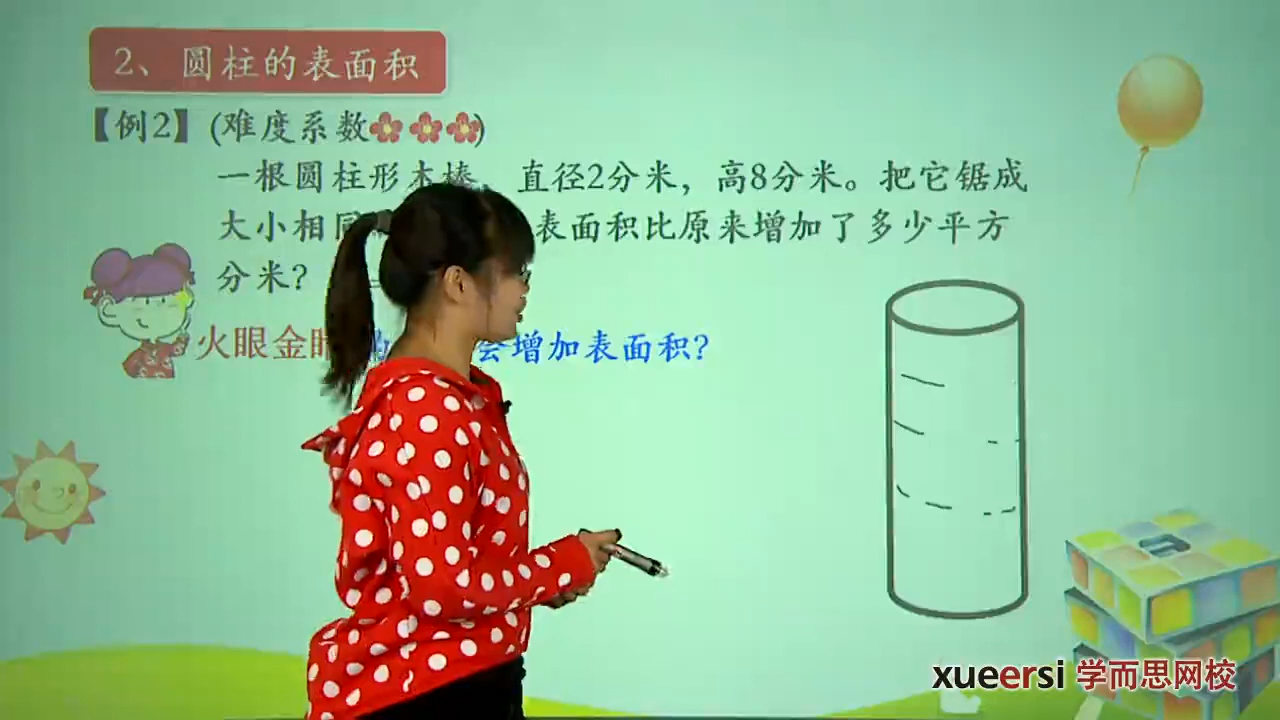 2、圆柱的表面积
【例2】(难度系数)
一根圆柱形木棒，直径2分米，高8分米。把它锯成
大小相同 表面积比原来增加了多少平方
分米？
火眼金睛 会增加表面积？
xueersi 学而思网校